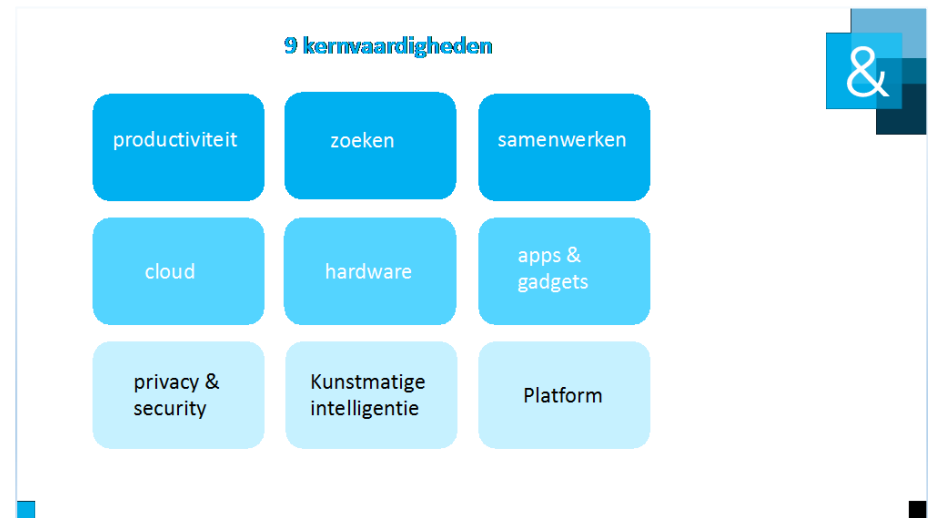 9 kernvaardigheden
&
productiviteit
zoeken
samenwerken
cloud
hardware
apps &
gadgets
privacy &
security
Kunstmatige
intelligentie
Platform